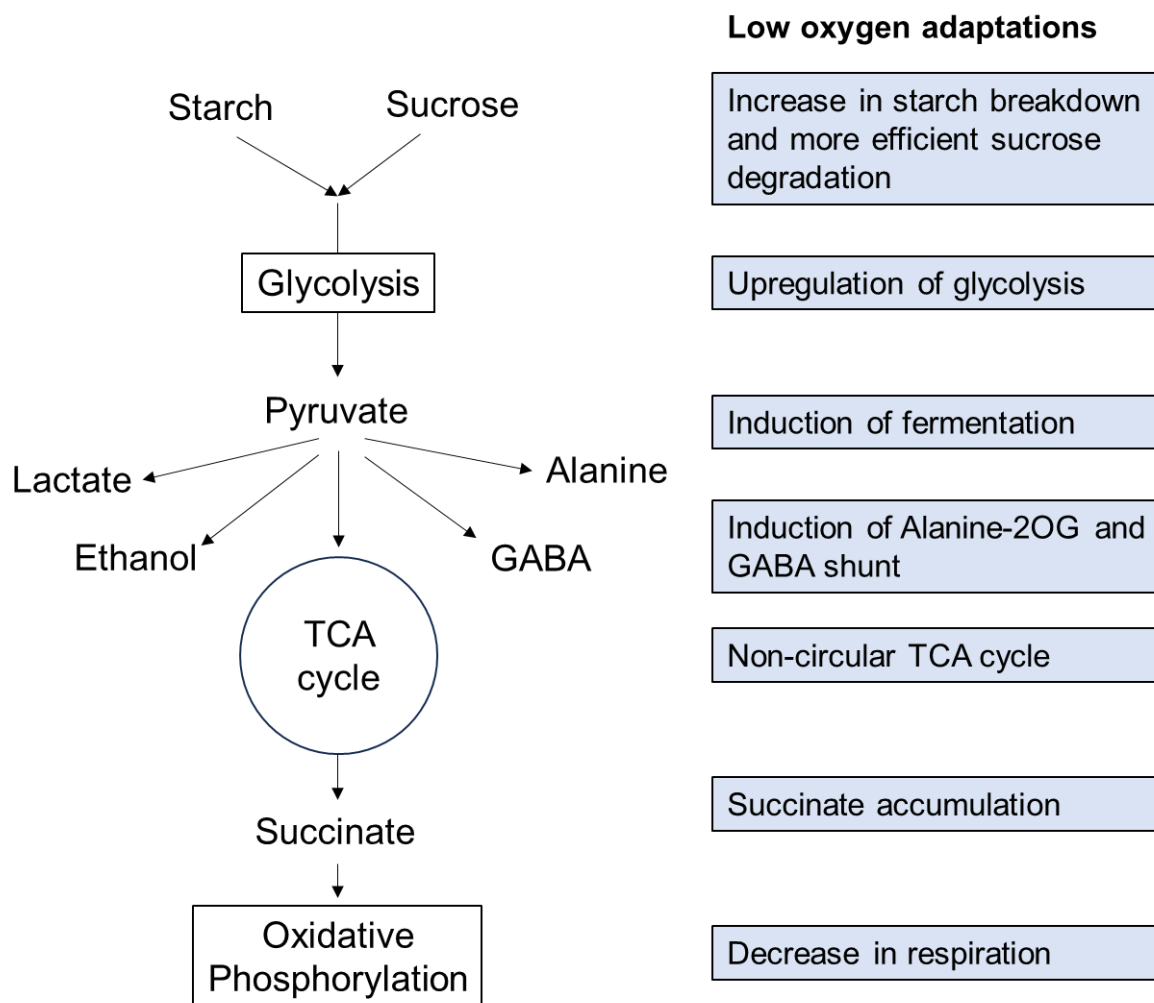 Low oxygen adaptations
Starch
Sucrose
Increase in starch breakdown
and more efficient sucrose
degradation
Glycolysis
Upregulation of glycolysis
Pyruvate
Induction of fermentation
Lactate
Alanine
Ethanol
GABA
Induction of Alanine-2OG and
GABA shunt
TCA
cycle
Non-circular TCA cycle
Succinate
Succinate accumulation
Oxidative
Phosphorylation
Decrease in respiration